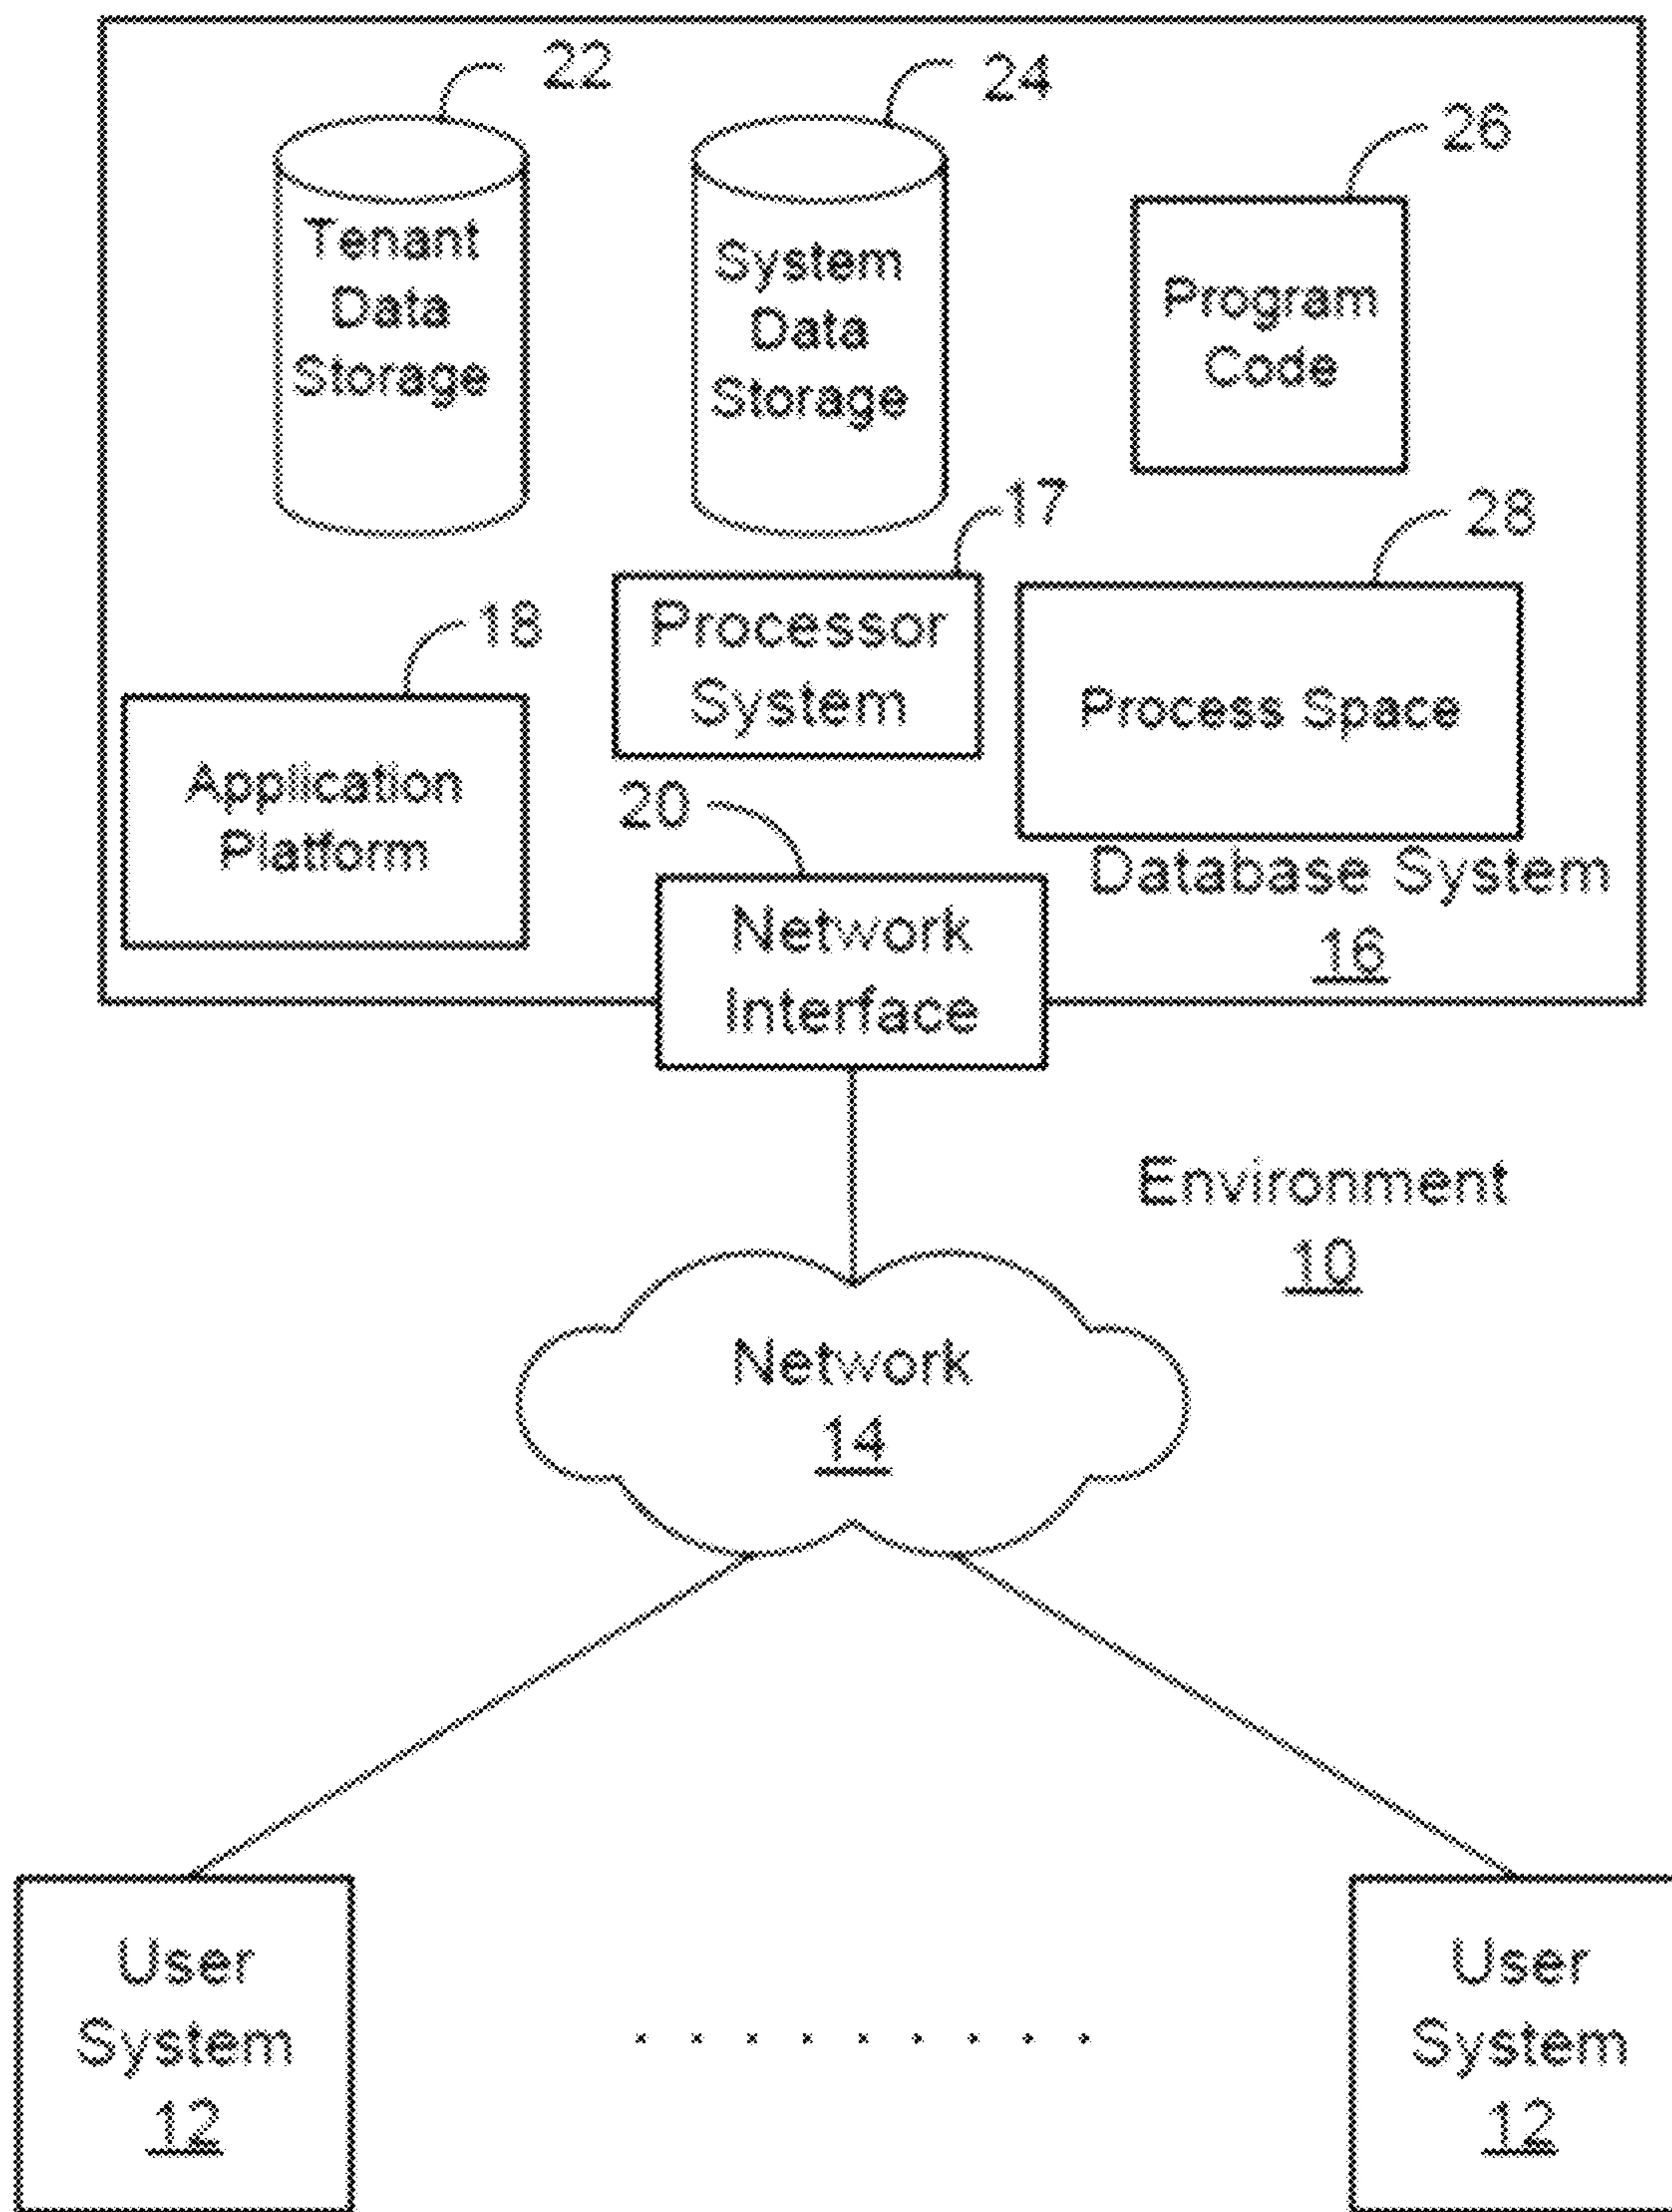 22
24
26
Tenant
Data
Storage
System
Data
Storage
Program
Code
17
28
18
Processor
System
Process Space
Application
Platform
20
Database System
16
Network
Interface
Environment
10
Network
14
User
System
12
User
System
12